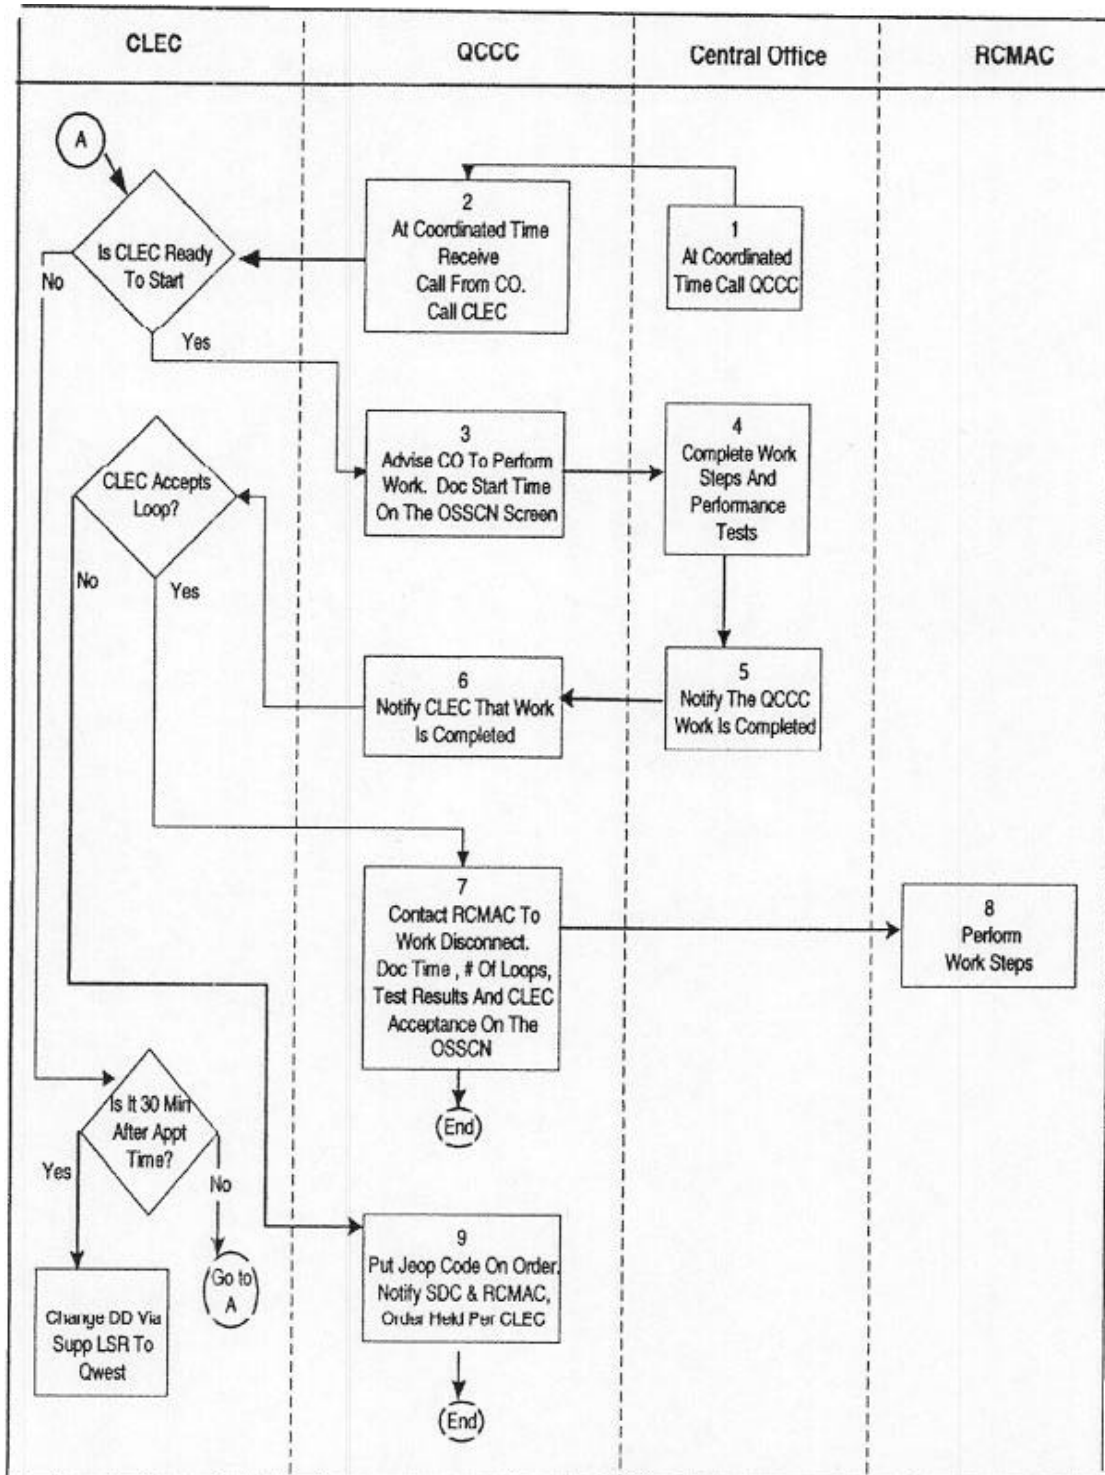 CLEC
QCCC
Central Office
RCMAC
A
Is CLEC Ready
To Start
No
Yes
2
At Coordinated Time
Receive
Call From CO.
Call CLEC
1
At Coordinated
Time Call QCCC
CLEC Accepts
Loop?
No
Yes
3
Advise CO To Perform
Work. Doc Start Time
On The OSSCN Screen
4
Complete Work
Steps And
Performance
Tests
6
Notify CLEC That Work
Is Completed
5
Notify The QCCC
Work Is Completed
7
Contact RCMAC To
Work Disconnect.
Doc Time , # Of Loops,
Test Results And CLEC
Acceptance On The
OSSCN
8
Perform
Work Steps
(End)
Is It 30 Min
After Appt
Time?
Yes
No
Go to
A
Change DD Via
Supp LSR To
Qwest
9
Put Jeop Code On Order.
Notify SDC & RCMAC,
Order Held Per CLEC
(End)